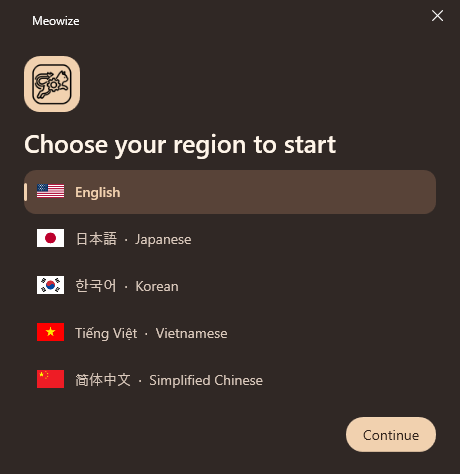 Meowize
Choose your region to start
English
日本語 · Japanese
한국어 · Korean
Tiếng Việt · Vietnamese
简体中文 · Simplified Chinese
Continue